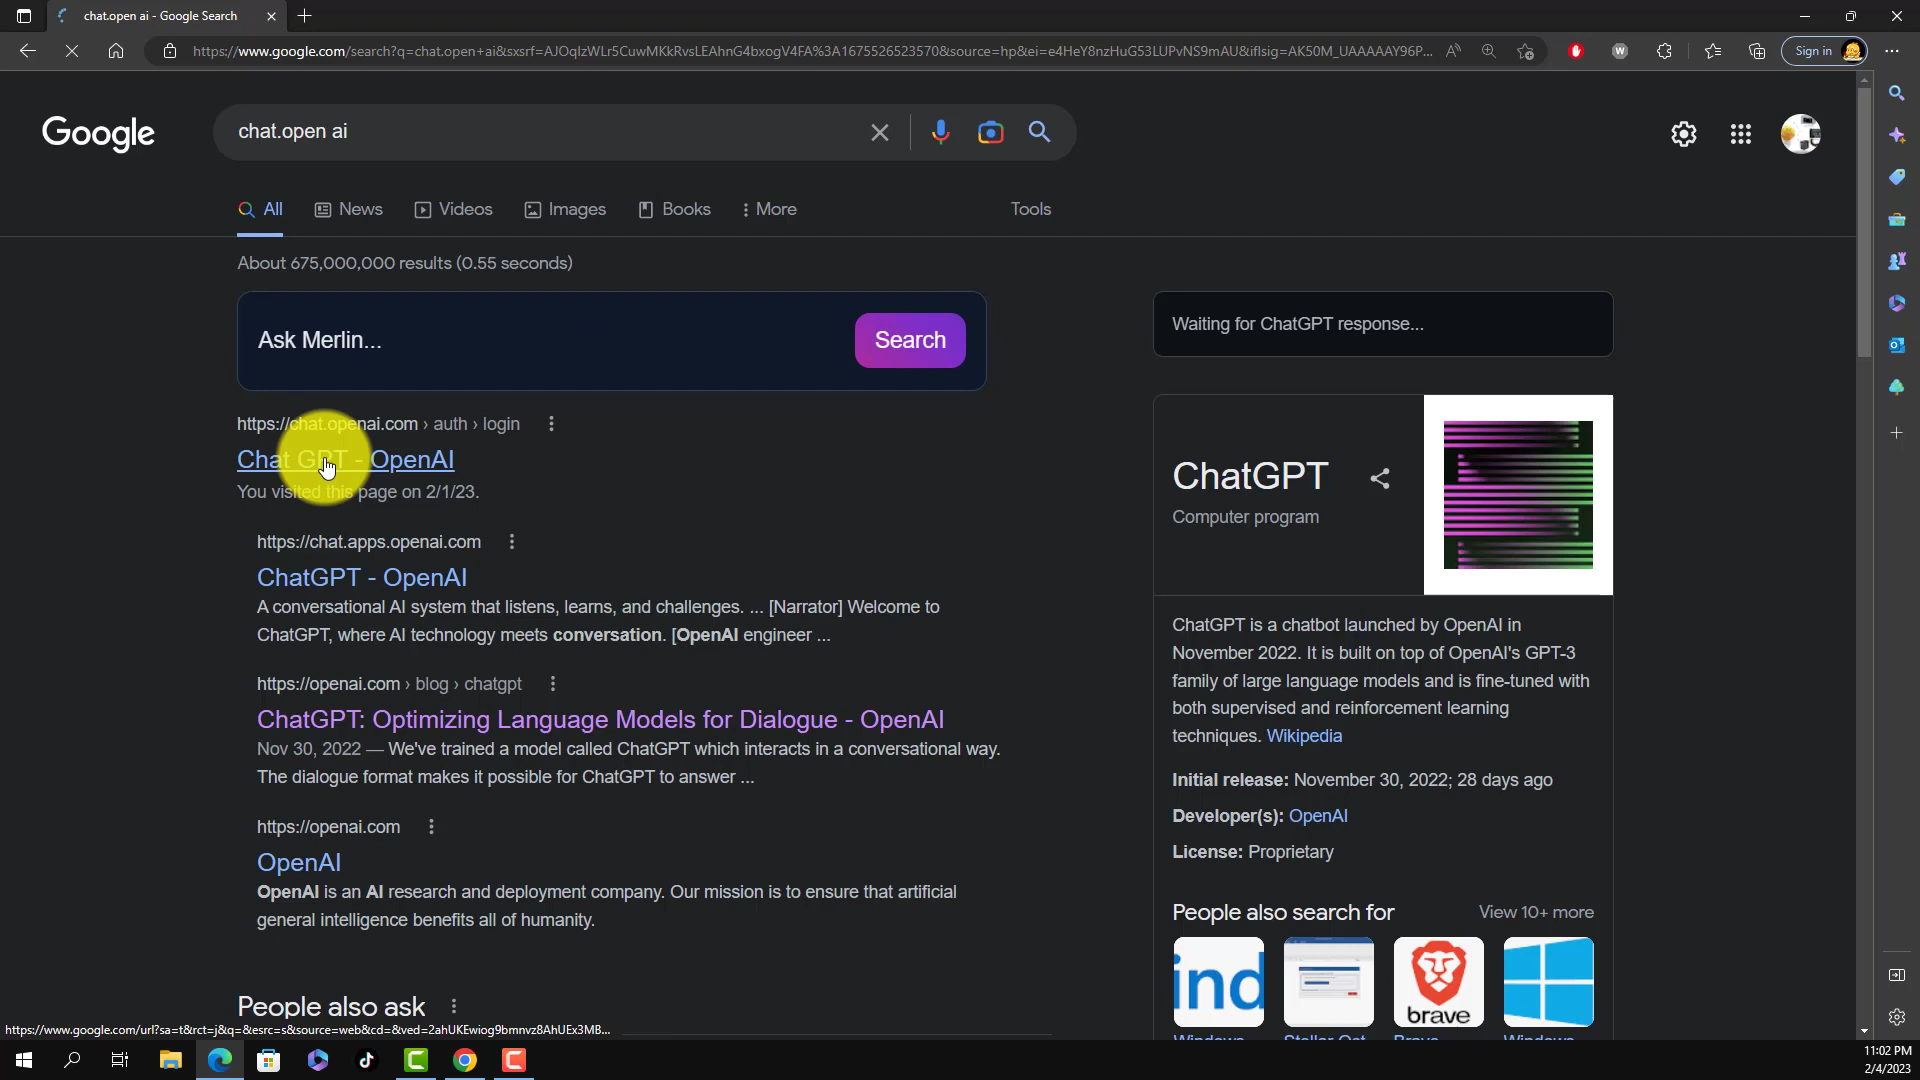 chat.open ai - Google Search
https://www.google.com/search?q=chat.open+ai&sxsrf=AJOqlzWLr5CuwMKkRvsLEAhnG4bxogV4FA%3A1675526523570&source=hp&ei=e4HeY8nzHuG53LUPvNS9mAU&iflsig=AK50M_UAAAAAY96P...
Sign in
Google
chat.open ai
All
News
Videos
Images
Books
More
Tools
About 675,000,000 results (0.55 seconds)
Ask Merlin...
Search
Waiting for ChatGPT response...
https://chat.openai.com › auth › login
Chat GPT - OpenAI
You visited this page on 2/1/23.
https://chat.apps.openai.com
ChatGPT - OpenAI
A conversational AI system that listens, learns, and challenges. ... [Narrator] Welcome to
ChatGPT, where AI technology meets conversation. [OpenAI engineer ...
https://openai.com › blog › chatgpt
ChatGPT: Optimizing Language Models for Dialogue - OpenAI
Nov 30, 2022 — We've trained a model called ChatGPT which interacts in a conversational way.
The dialogue format makes it possible for ChatGPT to answer ...
https://openai.com
OpenAI
OpenAI is an AI research and deployment company. Our mission is to ensure that artificial
general intelligence benefits all of humanity.
People also ask
ChatGPT
Computer program
ChatGPT is a chatbot launched by OpenAI in
November 2022. It is built on top of OpenAI's GPT-3
family of large language models and is fine-tuned with
both supervised and reinforcement learning
techniques. Wikipedia
Initial release: November 30, 2022; 28 days ago
Developer(s): OpenAI
License: Proprietary
People also search for
View 10+ more
ind
brave
Windows
Brave
Windows
https://www.google.com/url?sa=t&rct=j&q=&esrc=s&source=web&cd=&ved=2ahUKEwiog9bmnvz8AhUEx3MB...
11:02 PM
2/4/2023